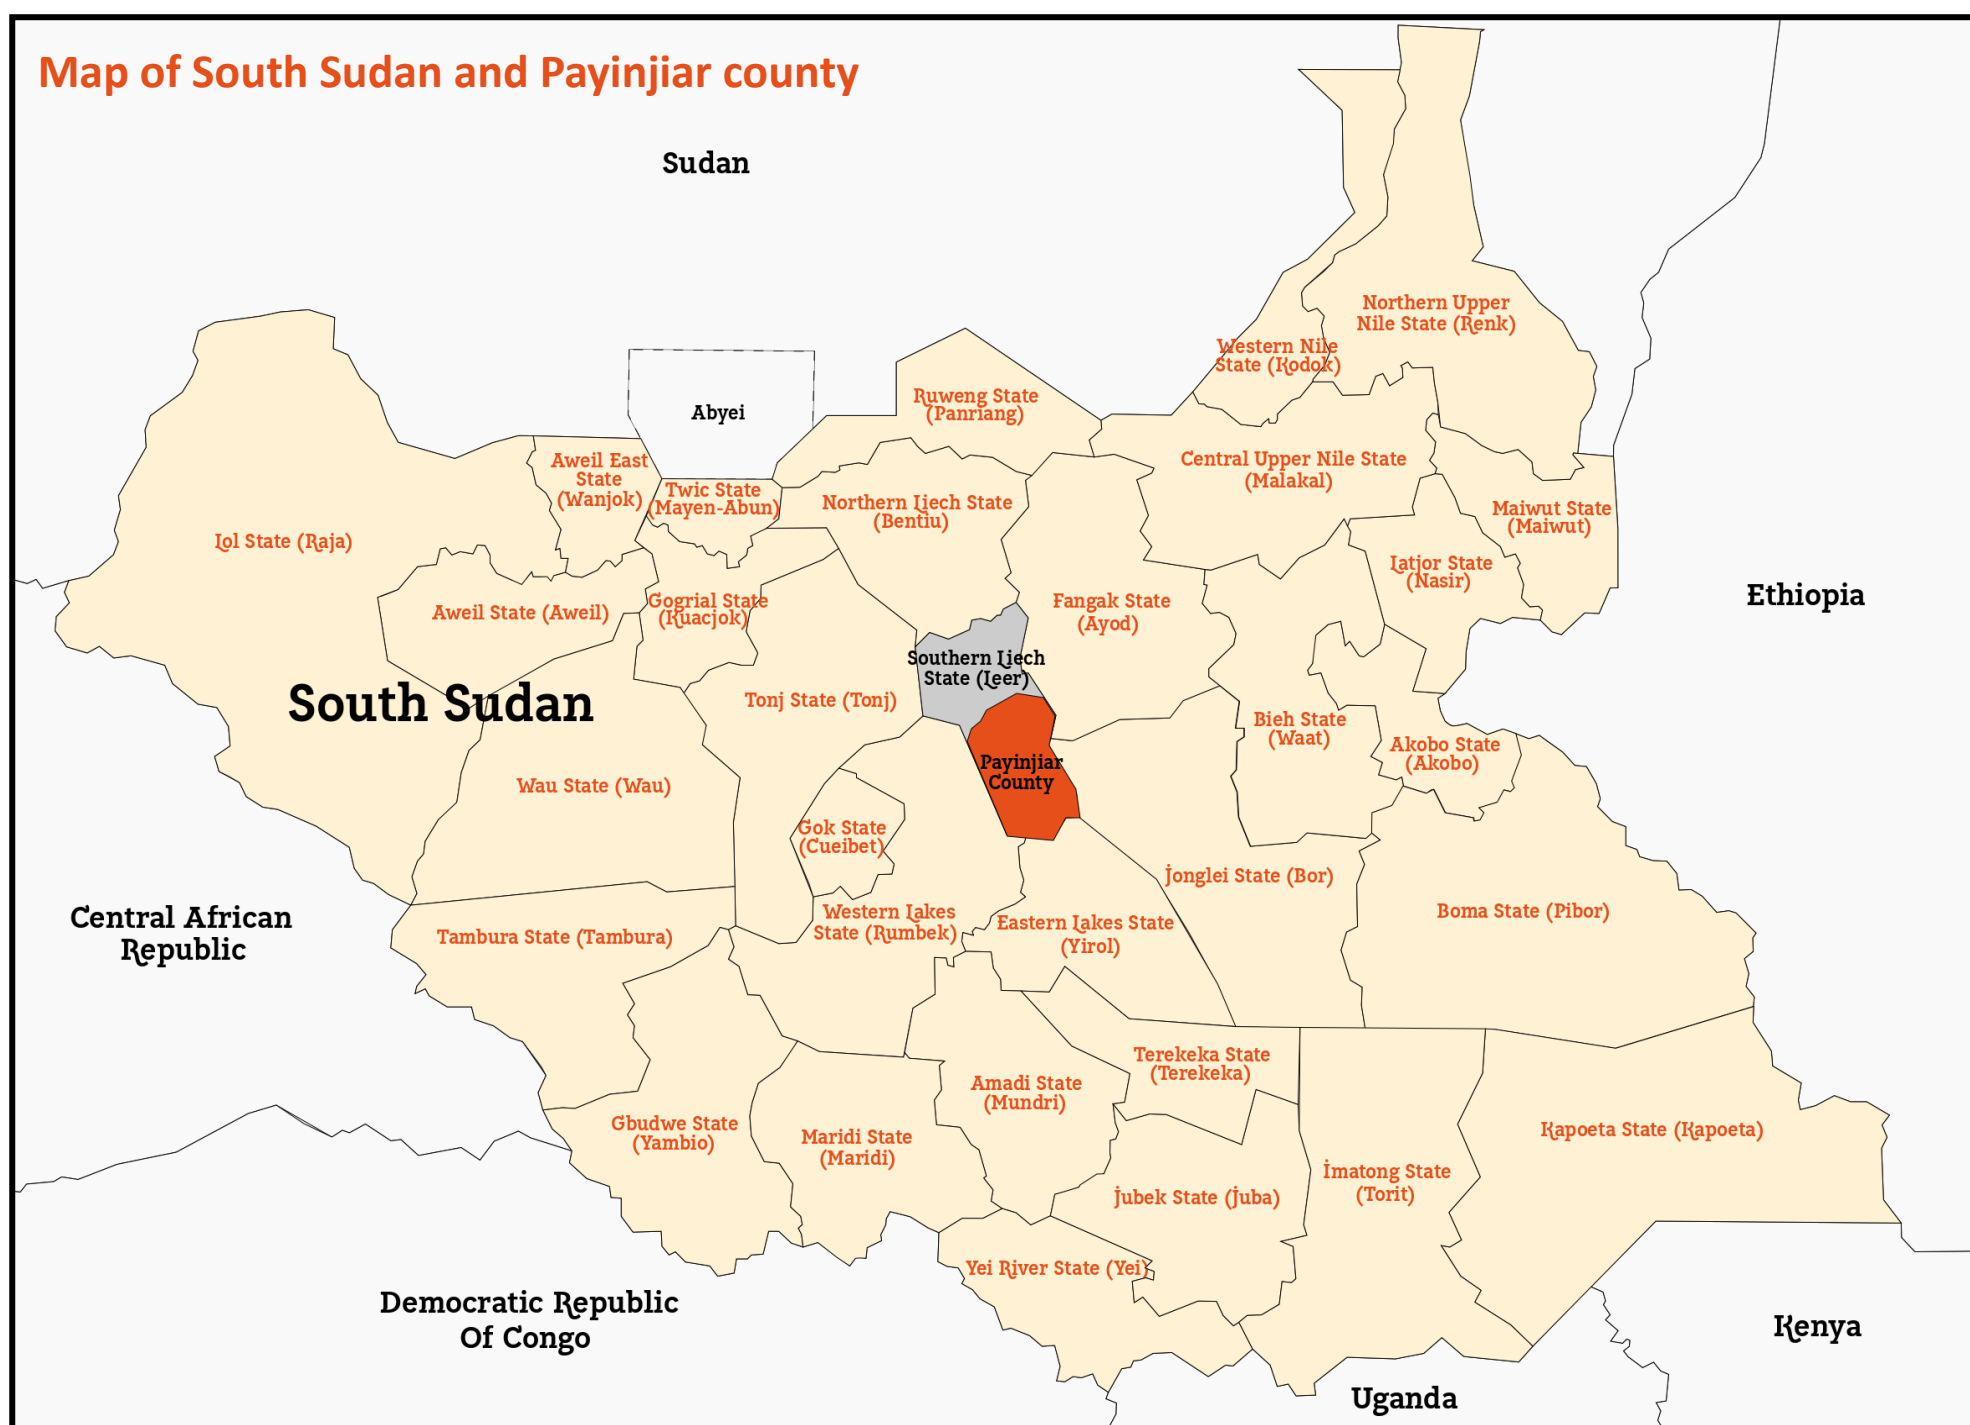 Map of South Sudan and Payinjiar county
Sudan
Northern Upper
Nile State (Renk)
Western Nile
State (Kodok)
Ruweng State
(Panriang)
Abyei
Aweil East
State
(Wanjok)
Twic State
(Mayen-Abun)
Northern Liech State
(Bentiu)
Central Upper Nile State
(Malakal)
Maiwut State
(Maiwut)
Lol State (Raja)
Latjor State
(Nasir)
Ethiopia
Aweil State (Aweil)
Gogrial State
(Kuacjok)
Fangak State
(Ayod)
Southern Liech
State (Leer)
South Sudan
Tonj State (Tonj)
Bieh State
(Waat)
Akobo State
(Akobo)
Payinjiar
County
Wau State (Wau)
Gok State
(Cueibet)
Jonglei State (Bor)
Boma State (Pibor)
Central African
Republic
Tambura State (Tambura)
Western Lakes
State (Rumbek)
Eastern Lakes State
(Yirol)
Terekeka State
(Terekeka)
Amadi State
(Mundri)
Gbudwe State
(Yambio)
Maridi State
(Maridi)
Kapoeta State (Kapoeta)
Imatong State
(Torit)
Jubek State (Juba)
Yei River State (Yei)
Democratic Republic
Of Congo
Kenya
Uganda